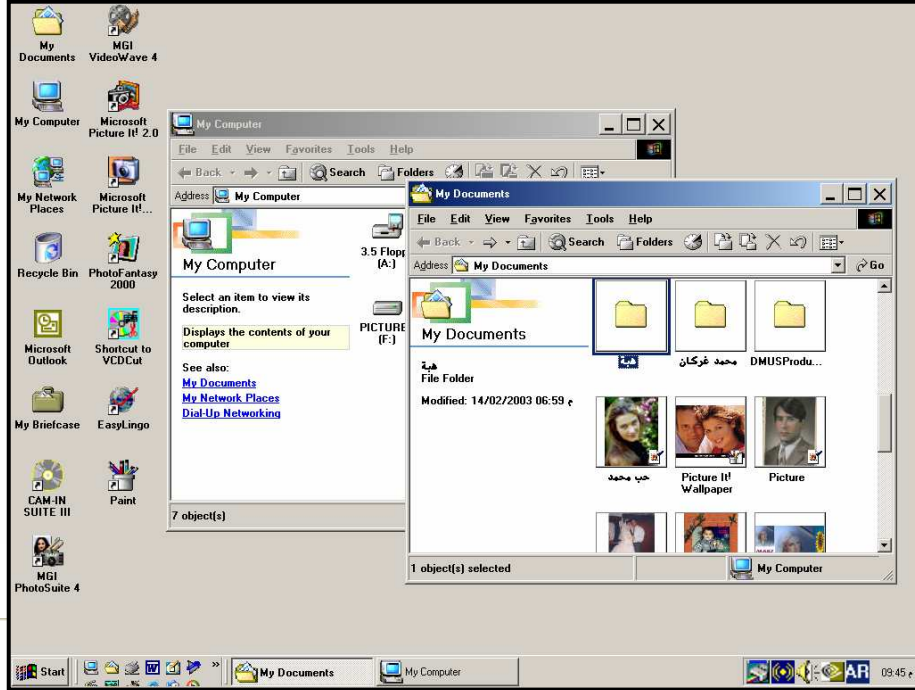 My
Documents
MGI
VideoWave 4
My Computer
Microsoft
Picture It! 2.0
My Network
Places
Microsoft
Picture It!...
Recycle Bin
PhotoFantasy
2000
Microsoft
Outlook
Shortcut to
VCDCut
My Briefcase
EasyLingo
CAM-IN
SUITE III
Paint
MGI
PhotoSuite 4
My Computer
File Edit View Favorites Tools Help
Back Search Folders
Address My Computer
My Computer
Select an item to view its
description.
Displays the contents of your
computer
See also:
My Documents
My Network Places
Dial-Up Networking
3.5 Flopp
(A:)
PICTURE
(F:)
7 object(s)
My Documents
File Edit View Favorites Tools Help
Back Search Folders
Address My Documents Go
My Documents
هبة
File Folder
Modified: 14/02/2003 06:59 م
هبة
محمد غركان
DMUSProdu...
حب محمد
Picture It!
Wallpaper
Picture
1 object(s) selected
My Computer
Start
My Documents
My Computer
AR
09:45 م